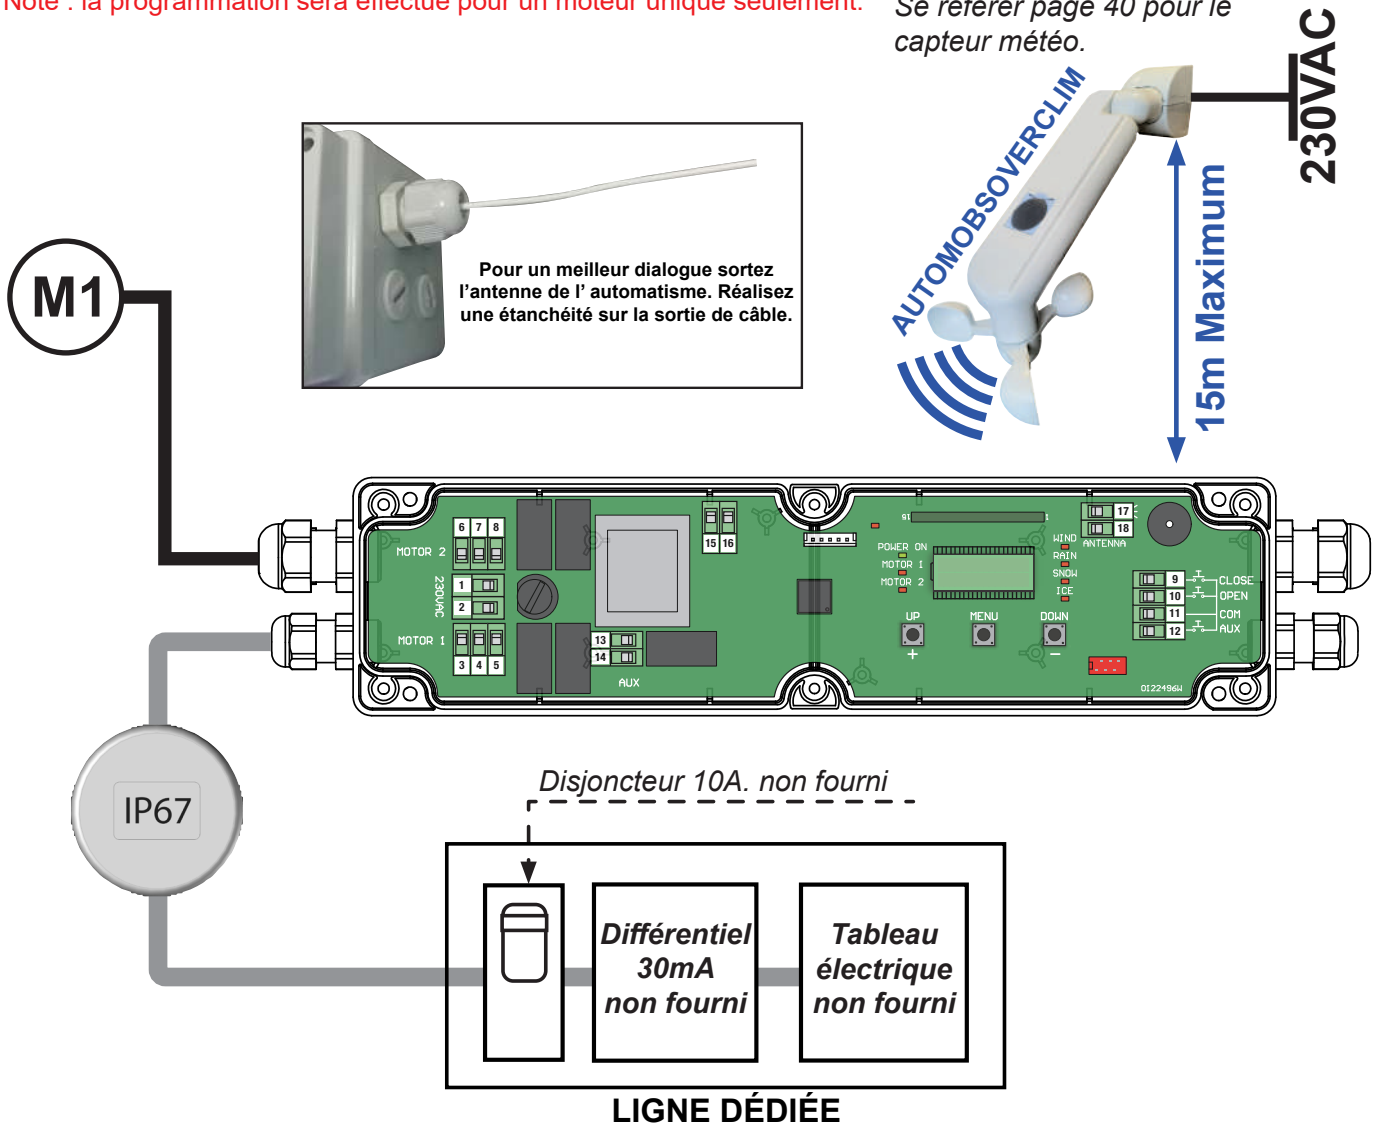 Note : la programmation sera effectué pour un moteur unique seulement.
Se référer page 40 pour le
capteur météo.
230VAC
AUTOMOBSOVERCLIM
15m Maximum
Pour un meilleur dialogue sortez
l’antenne de l’ automatisme. Réalisez
une étanchéité sur la sortie de câble.
M1
6 7 8
MOTOR 2
230VAC
1
2
MOTOR 1
3 4 5
15 16
13
14
AUX
16
1
POWER ON
MOTOR 1
MOTOR 2
WIND
RAIN
SNOW
ICE
UP
+
MENU
DOWN
-
17
18
ANTENNA
9 CLOSE
10 OPEN
11 COM
12 AUX
OI22496W
IP67
Disjoncteur 10A. non fourni
Différentiel
30mA
non fourni
Tableau
électrique
non fourni
LIGNE DÉDIÉE